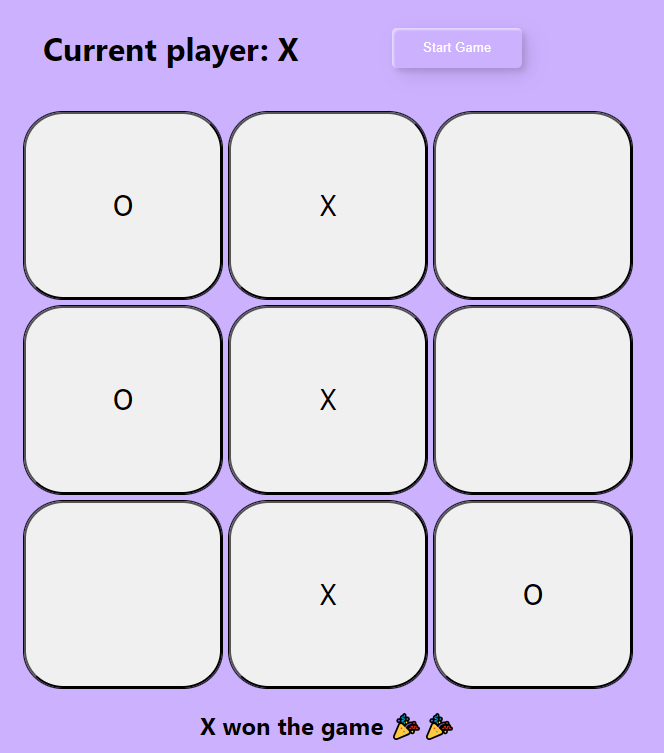 Current player: X
Start Game
O X
O X
X O
X won the game 🎉 🎉